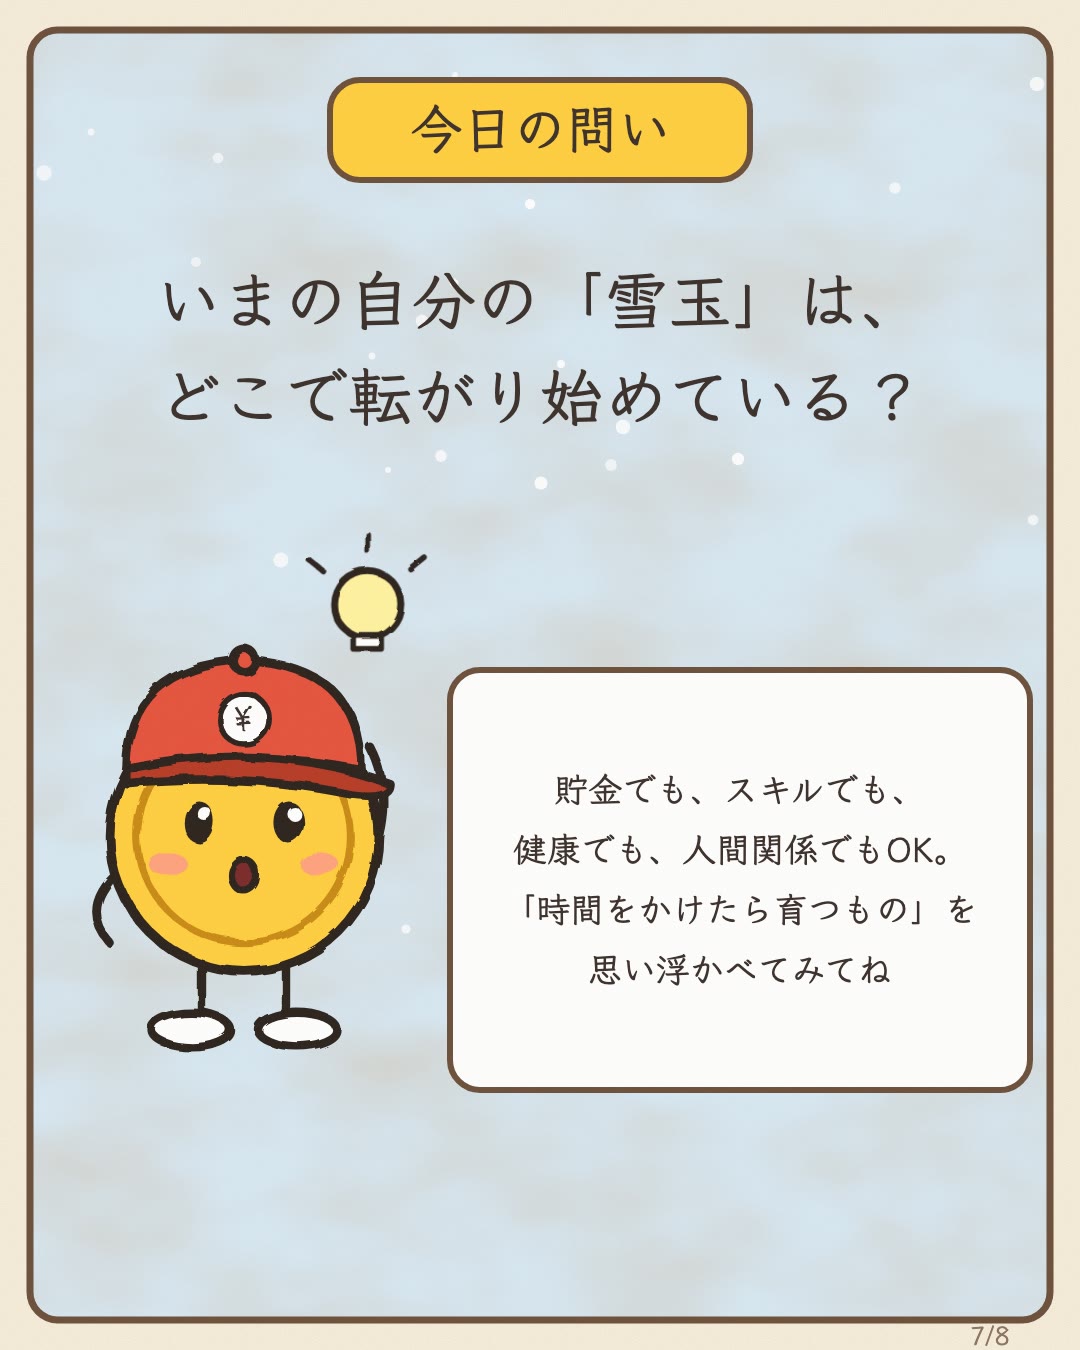 今日の問い
いまの自分の「雪玉」は、
どこで転がり始めている？
¥
貯金でも、スキルでも、
健康でも、人間関係でもOK。
「時間をかけたら育つもの」を
思い浮かべてみてね
7/8